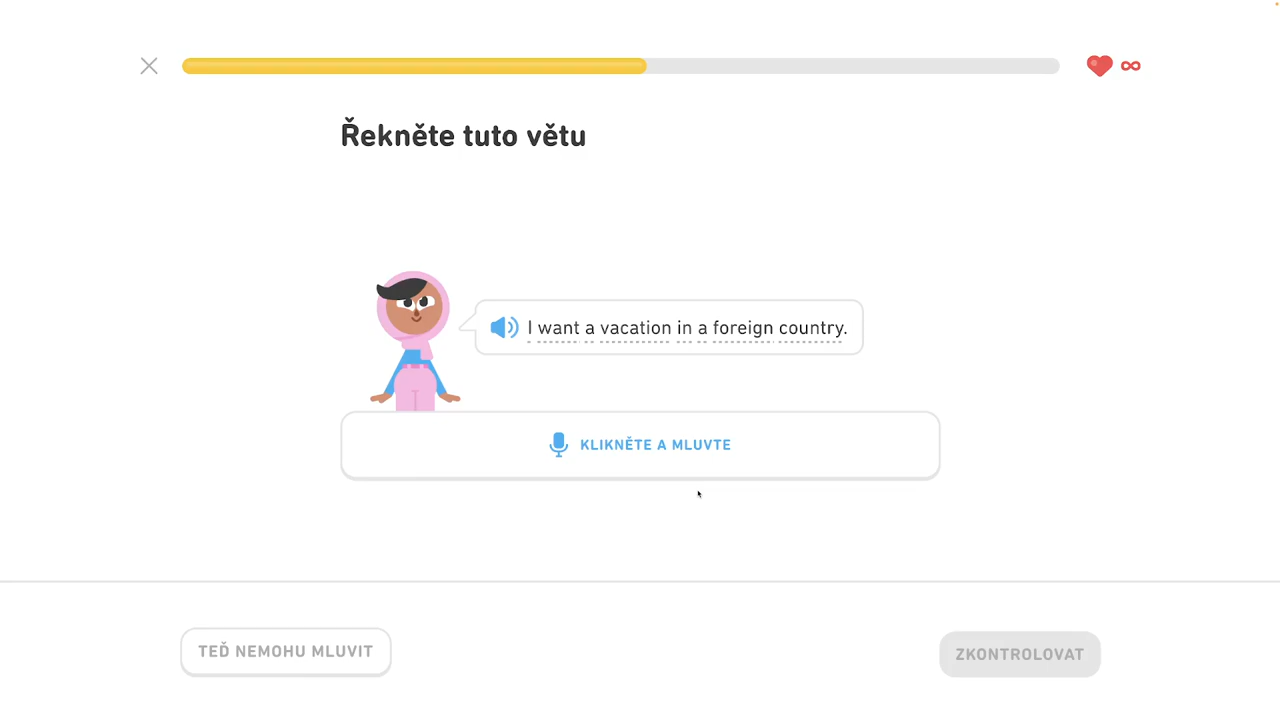 Řekněte tuto větu
I want a vacation in a foreign country.
KLIKNĚTE A MLUVTE
TEĎ NEMOHU MLUVIT
ZKONTROLOVAT